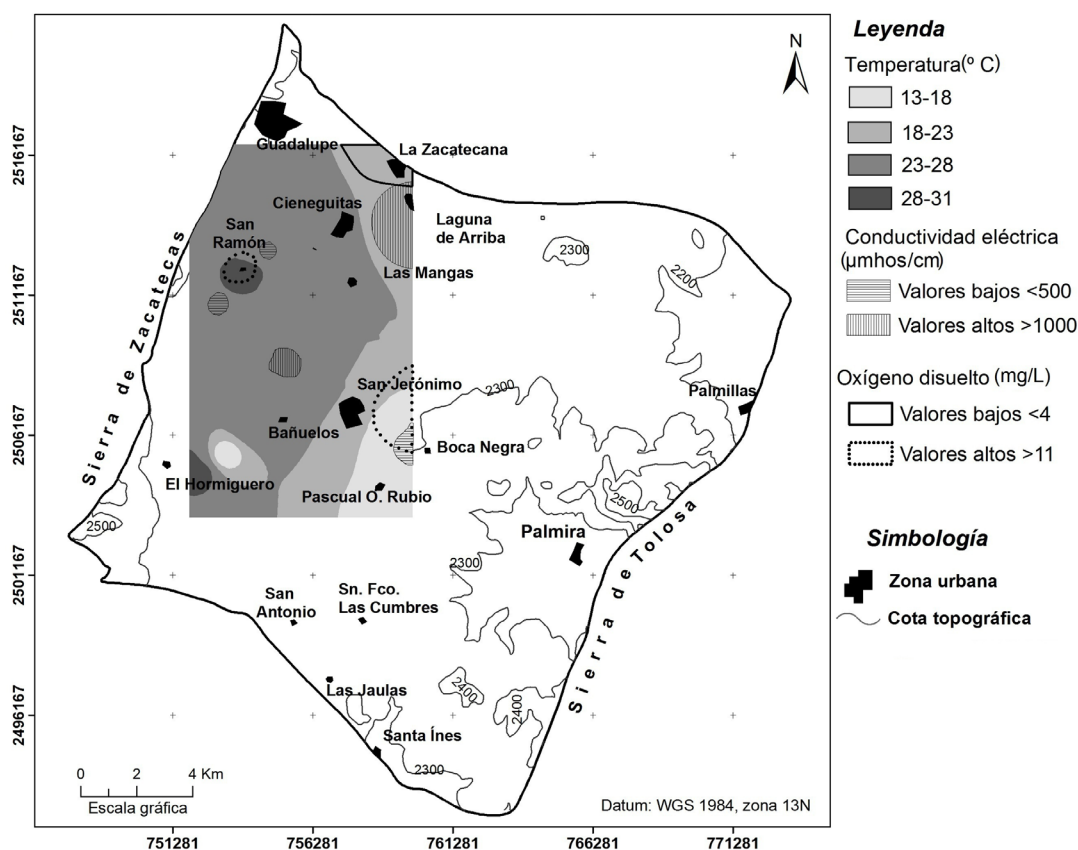 N
Guadalupe
La Zacatecana
Cieneguitas
Laguna
de Arriba
San
Ramón
Las Mangas
2300
2200
San Jerónimo
2300
Palmillas
Bañuelos
Boca Negra
El Hormiguero
Pascual O. Rubio
2500
2500
Palmira
2300
San
Antonio
Sn. Fco.
Las Cumbres
Las Jaulas
2400
2400
Santa Ínes
2300
Sierra de Zacatecas
Sierra de Tolosa
0 2 4 Km
Escala gráfica
Datum: WGS 1984, zona 13N
2516167
2511167
2506167
2501167
2496167
751281 756281 761281 766281 771281
Leyenda
Temperatura(º C)
13-18
18-23
23-28
28-31
Conductividad eléctrica
(µmhos/cm)
Valores bajos <500
Valores altos >1000
Oxígeno disuelto (mg/L)
Valores bajos <4
Valores altos >11
Simbología
Zona urbana
Cota topográfica